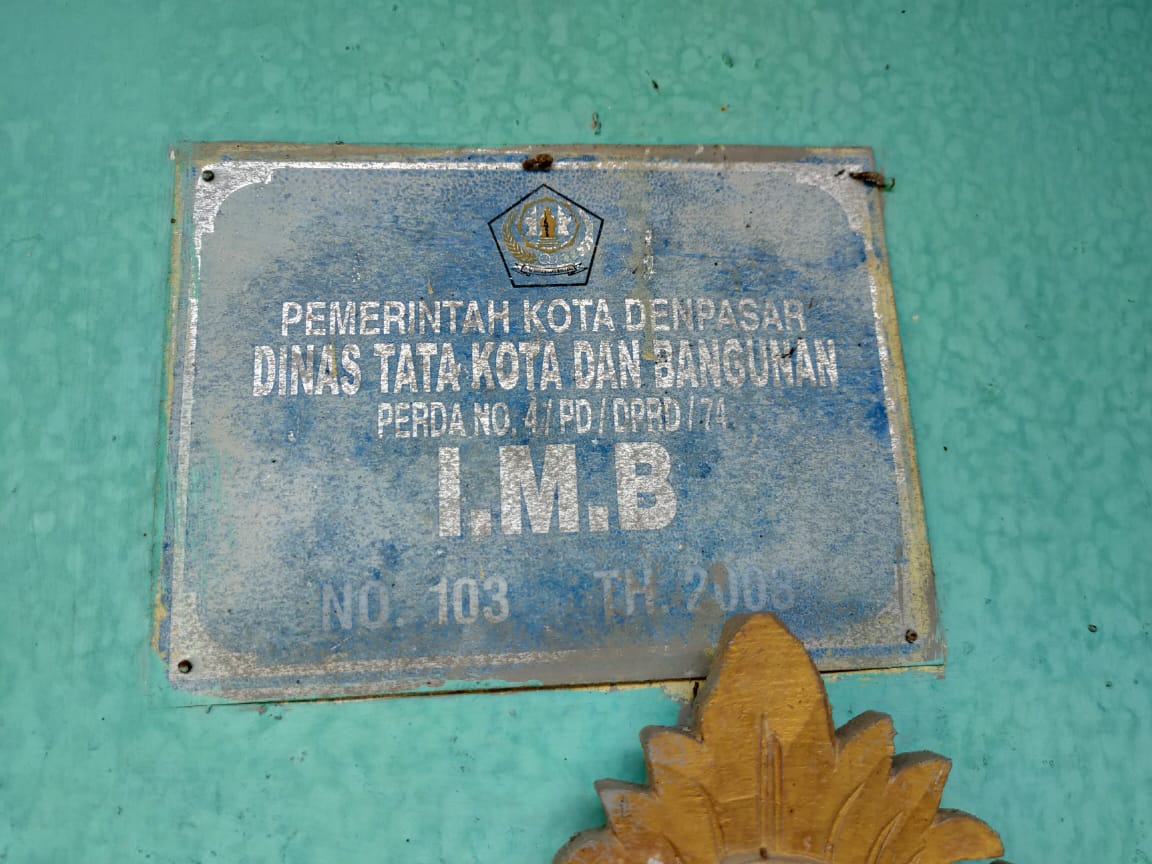 PEMERINTAH KOTA DENPASAR
DINAS TATA KOTA DAN BANGUNAN
PERDA NO. 4/ PD / DPRD / 74
I.M.B
NO. 103 TH. 2003